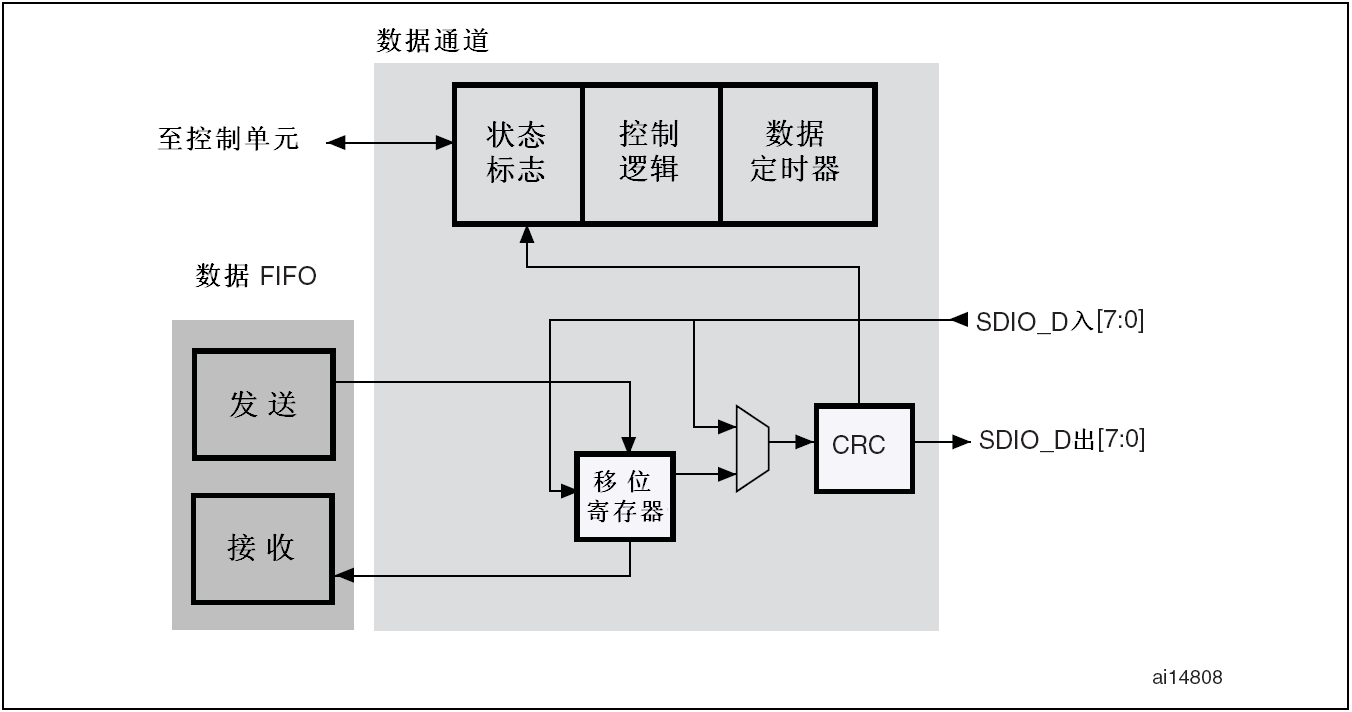 数据通道
至控制单元
状态
标志
控制
逻辑
数据
定时器
数据 FIFO
SDIO_D入[7:0]
发 送
CRC
SDIO_D出[7:0]
移 位
寄存器
接 收
ai14808